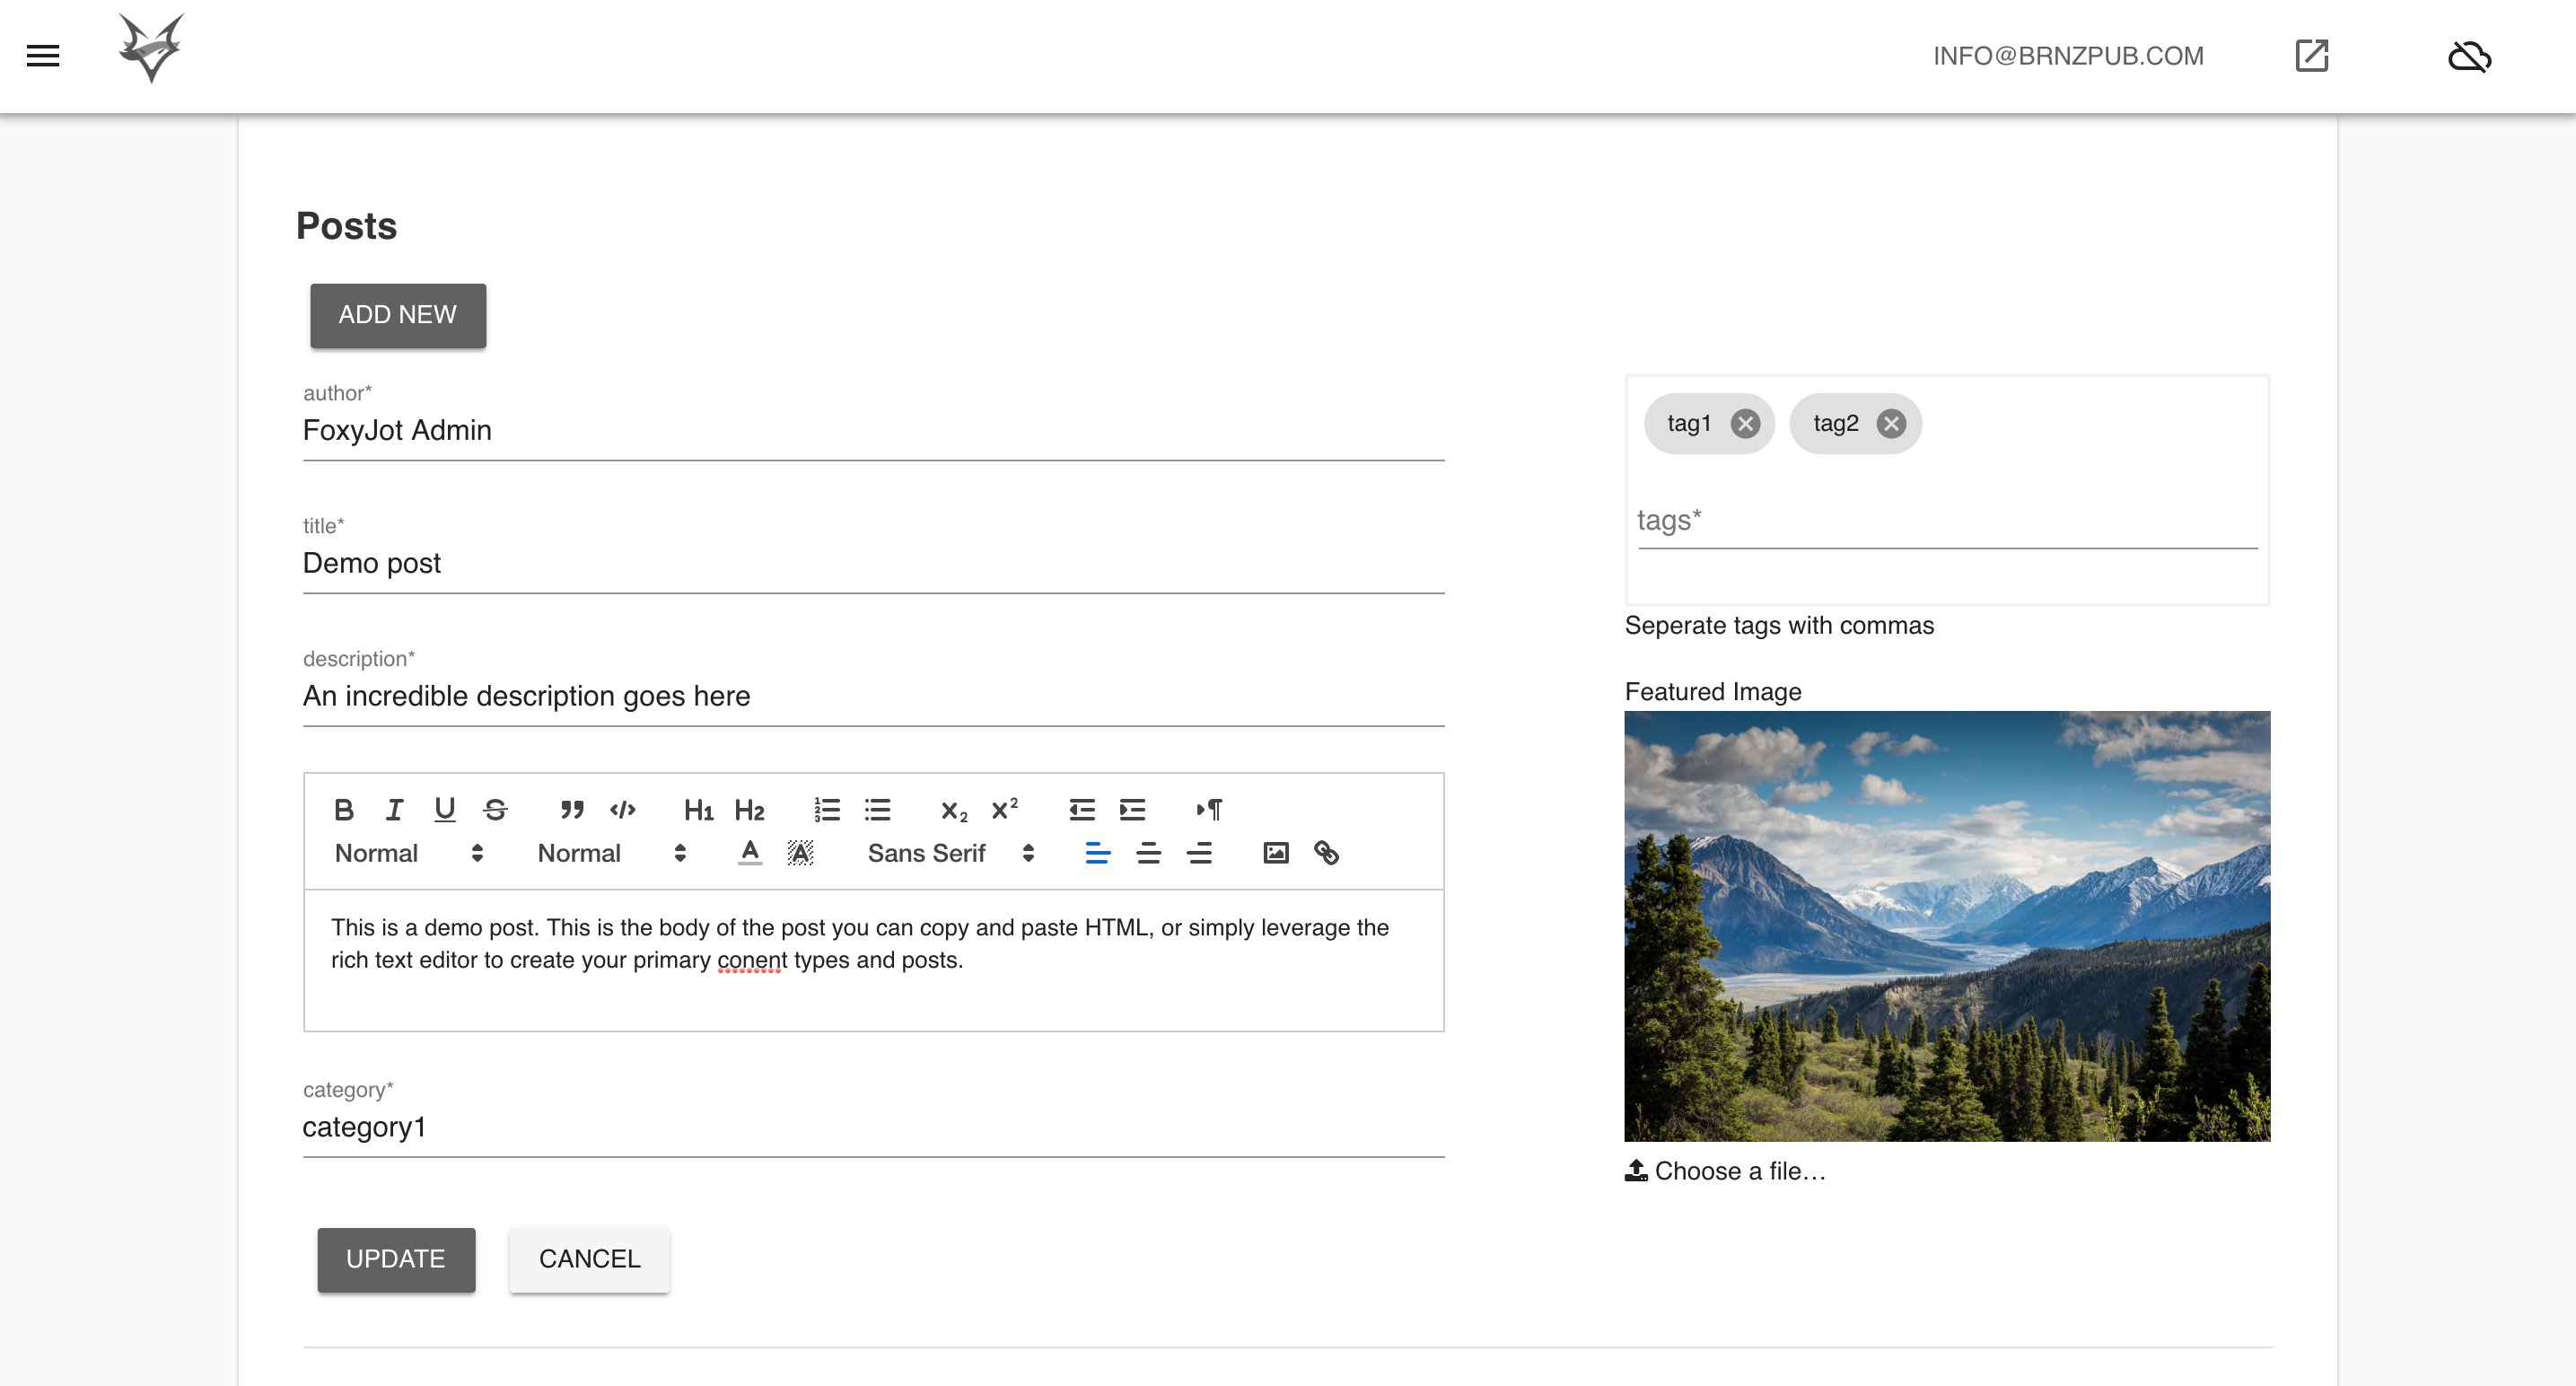 INFO@BRNZPUB.COM
Posts
ADD NEW
author*
FoxyJot Admin
title*
Demo post
description*
An incredible description goes here
B I U S H1 H2 X2 X2
Normal Normal A A Sans Serif
This is a demo post. This is the body of the post you can copy and paste HTML, or simply leverage the
rich text editor to create your primary conent types and posts.
category*
category1
UPDATE CANCEL
tag1 tag2
tags*
Seperate tags with commas
Featured Image
Choose a file...